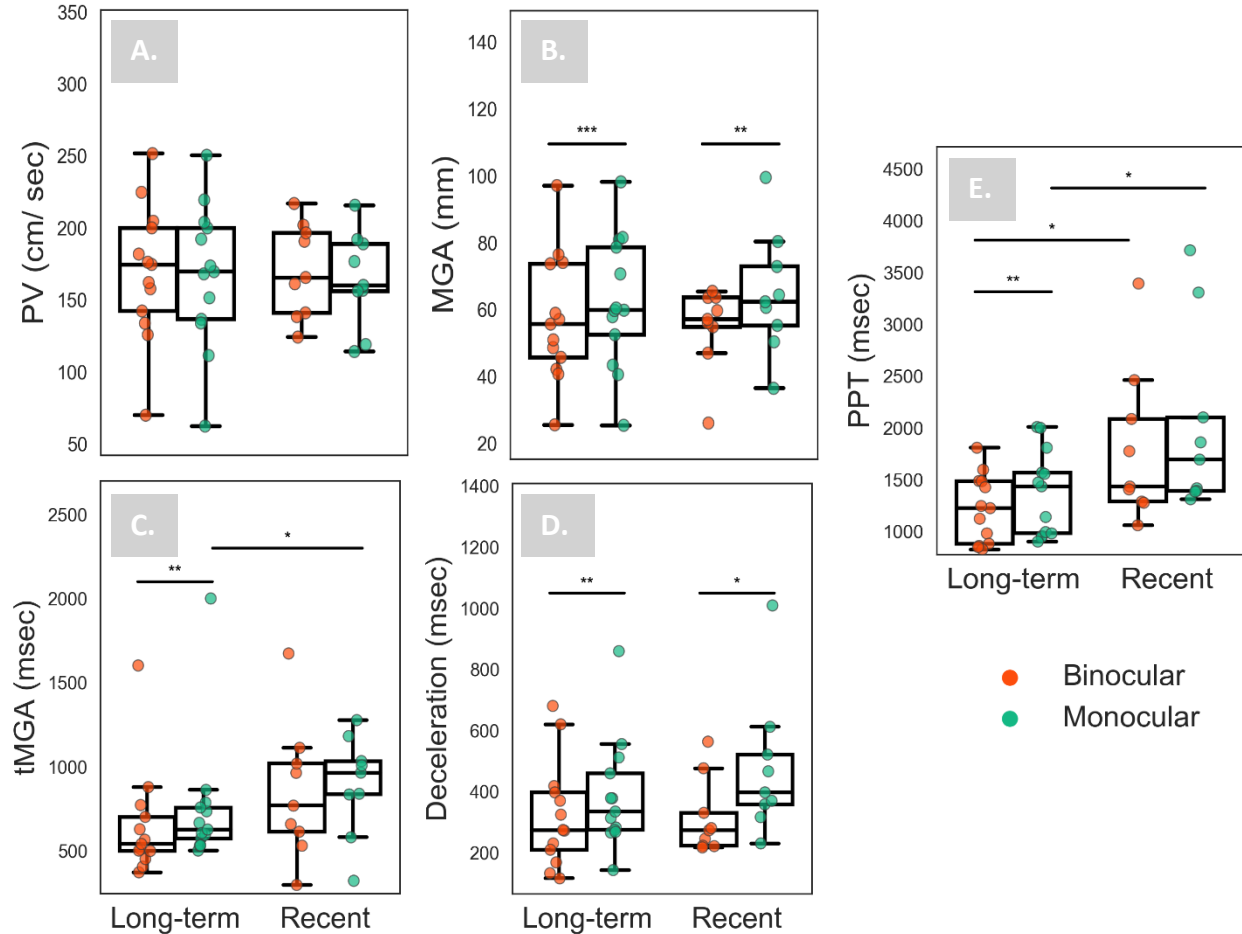 A.
PV (cm/ sec)
350
300
250
200
150
100
50
B.
MGA (mm)
140
120
100
80
60
40
20
***
**
C.
tMGA (msec)
2500
2000
1500
1000
500
**
*
Long-term
Recent
D.
Deceleration (msec)
1400
1200
1000
800
600
400
200
**
*
Long-term
Recent
E.
PPT (msec)
4500
4000
3500
3000
2500
2000
1500
1000
*
*
**
Long-term
Recent
Binocular
Monocular